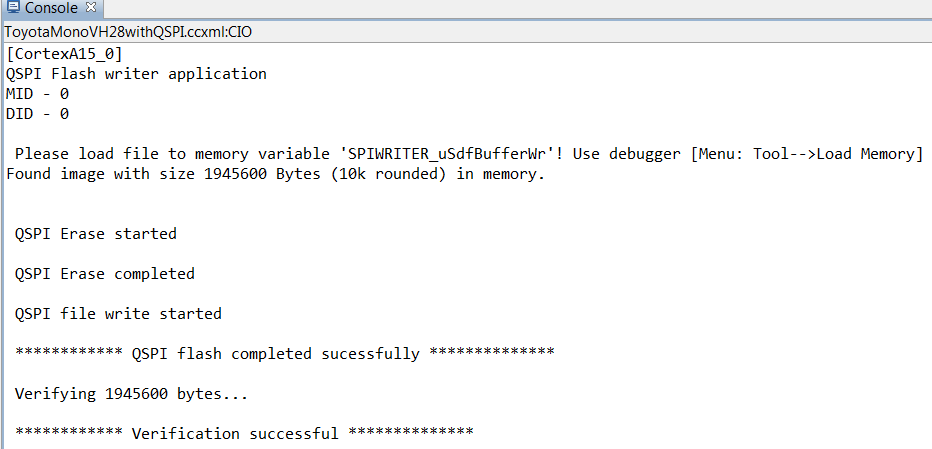 Console
ToyotaMonoVH28withQSPI.ccxml:CIO
[CortexA15_0]
QSPI Flash writer application
MID - 0
DID - 0
Please load file to memory variable 'SPIWRITER_uSdfBufferWr'! Use debugger [Menu: Tool-->Load Memory]
Found image with size 1945600 Bytes (10k rounded) in memory.
QSPI Erase started
QSPI Erase completed
QSPI file write started
************ QSPI flash completed sucessfully **************
Verifying 1945600 bytes...
************ Verification successful **************